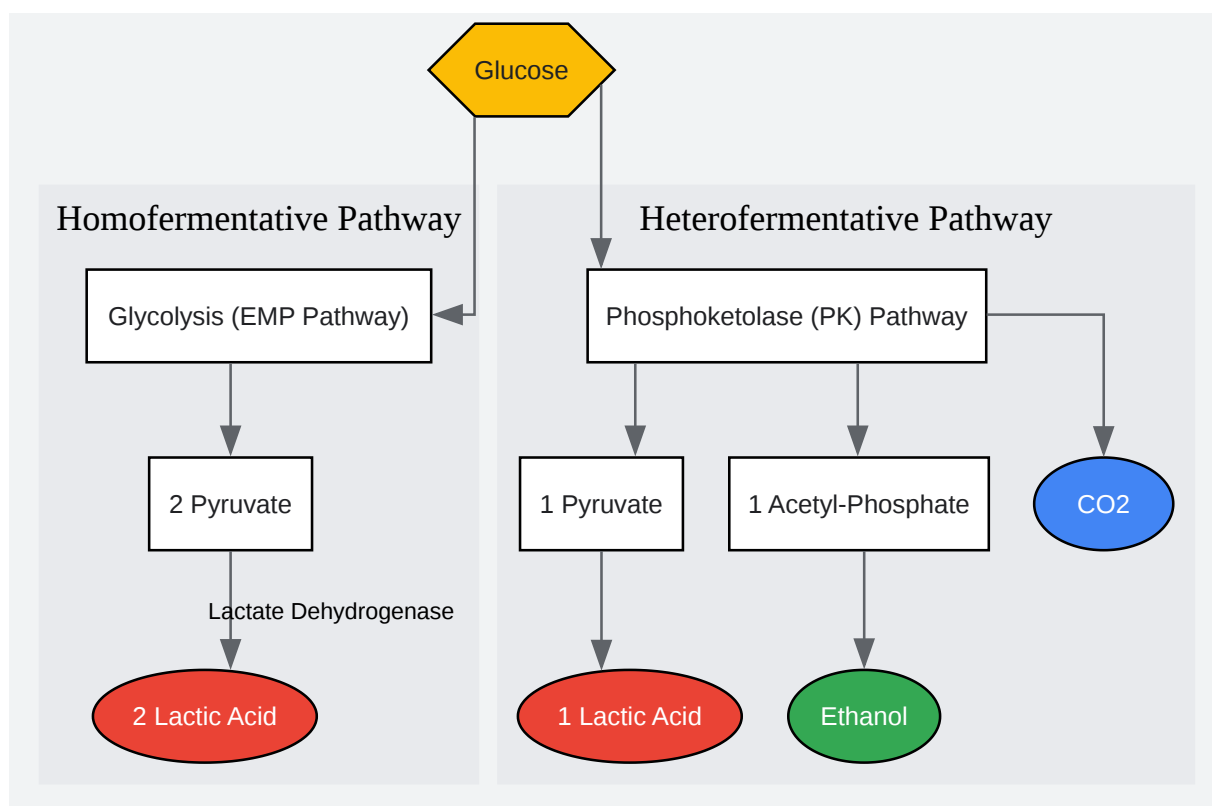 Glucose
Homofermentative Pathway
Heterofermentative Pathway
Glycolysis (EMP Pathway)
Phosphoketolase (PK) Pathway
2 Pyruvate
1 Pyruvate
1 Acetyl-Phosphate
CO2
Lactate Dehydrogenase
2 Lactic Acid
1 Lactic Acid
Ethanol